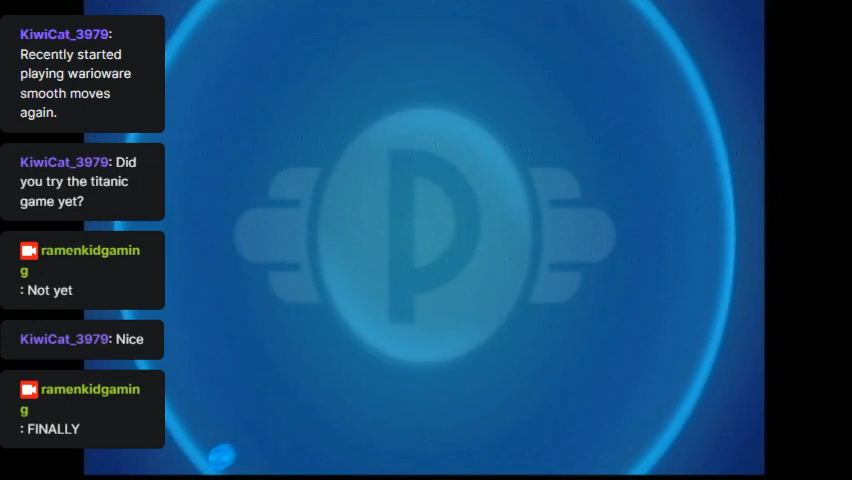 KiwiCat_3979:
Recently started
playing warioware
smooth moves
again.
KiwiCat_3979: Did
you try the titanic
game yet?
ramenkidgamin
g
: Not yet
KiwiCat_3979: Nice
ramenkidgamin
g
: FINALLY
P